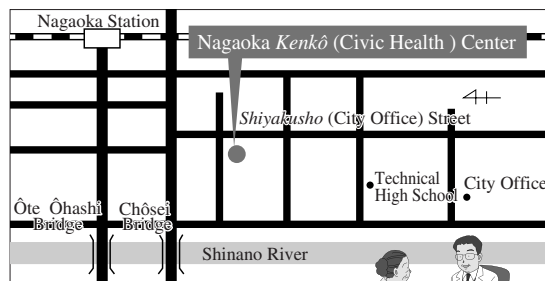 Nagaoka Station
Nagaoka Kenkô (Civic Health ) Center
Shiyakusho (City Office) Street
Technical
High School
City Office
Ôte Ôhashi
Bridge
Chôsei
Bridge
Shinano River